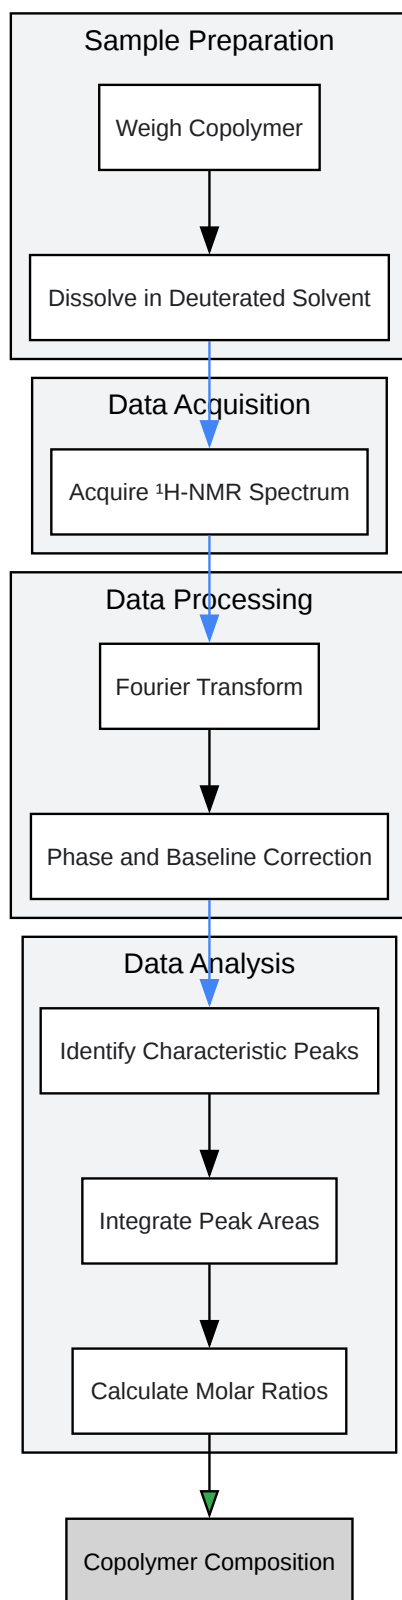 Sample Preparation
Weigh Copolymer
Dissolve in Deuterated Solvent
Data Acquisition
Acquire ¹H-NMR Spectrum
Data Processing
Fourier Transform
Phase and Baseline Correction
Data Analysis
Identify Characteristic Peaks
Integrate Peak Areas
Calculate Molar Ratios
Copolymer Composition